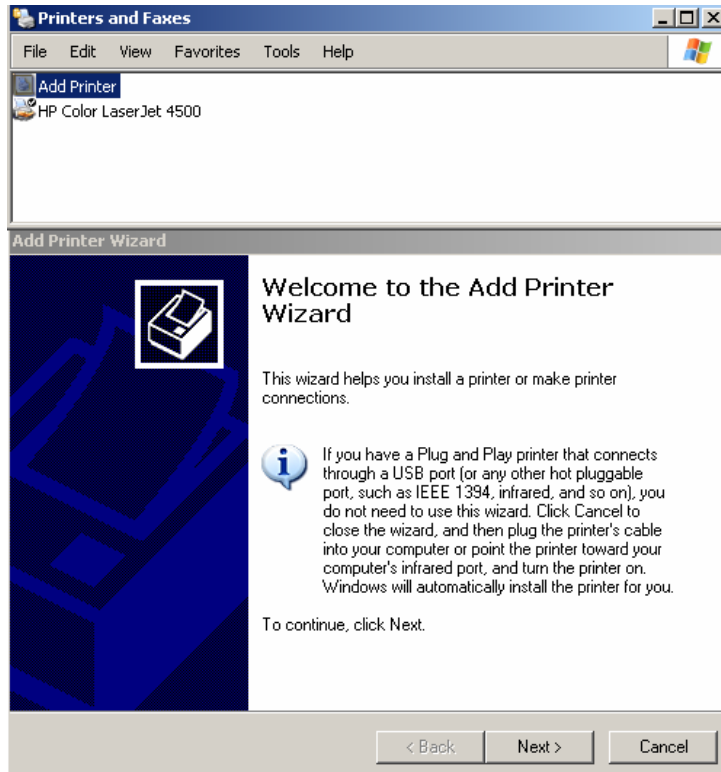 Printers and Faxes
File Edit View Favorites Tools Help
Add Printer
HP Color LaserJet 4500
Add Printer Wizard
Welcome to the Add Printer
Wizard
This wizard helps you install a printer or make printer
connections.
If you have a Plug and Play printer that connects
through a USB port (or any other hot pluggable
port, such as IEEE 1394, infrared, and so on), you
do not need to use this wizard. Click Cancel to
close the wizard, and then plug the printer's cable
into your computer or point the printer toward your
computer's infrared port, and turn the printer on.
Windows will automatically install the printer for you.
To continue, click Next.
< Back Next > Cancel